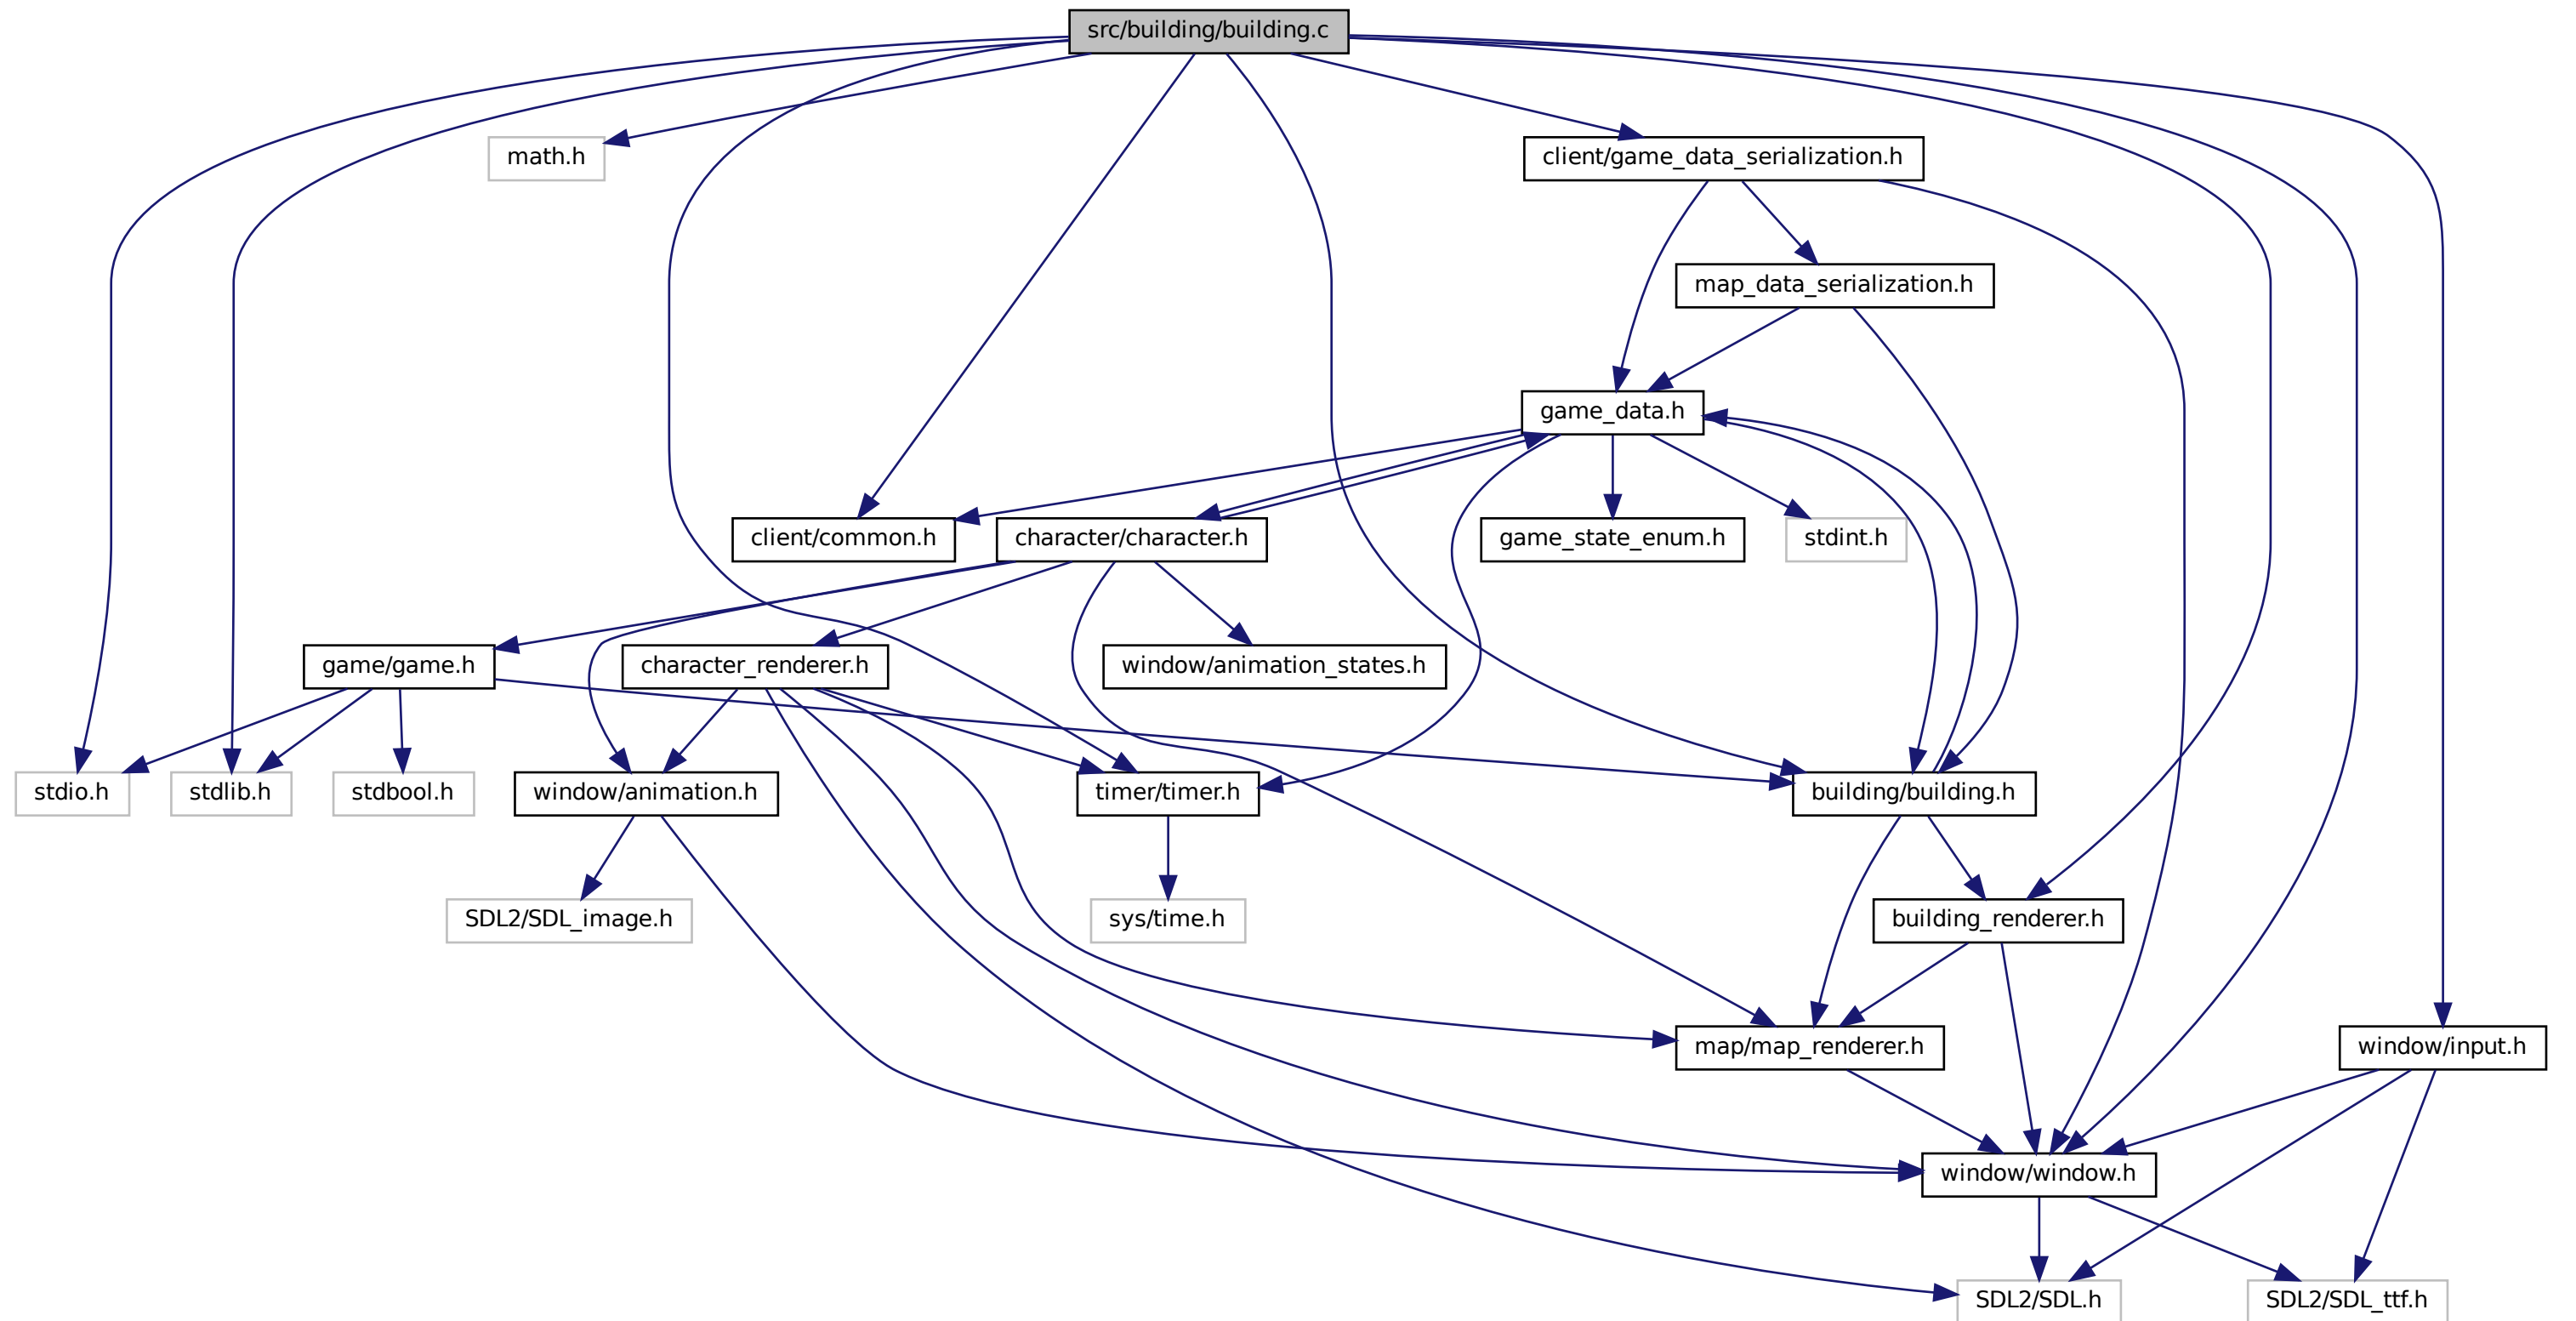 src/building/building.c
math.h
client/game_data_serialization.h
map_data_serialization.h
game_data.h
client/common.h
character/character.h
game_state_enum.h
stdint.h
game/game.h
character_renderer.h
window/animation_states.h
stdio.h
stdlib.h
stdbool.h
window/animation.h
timer/timer.h
building/building.h
SDL2/SDL_image.h
sys/time.h
building_renderer.h
map/map_renderer.h
window/input.h
window/window.h
SDL2/SDL.h
SDL2/SDL_ttf.h